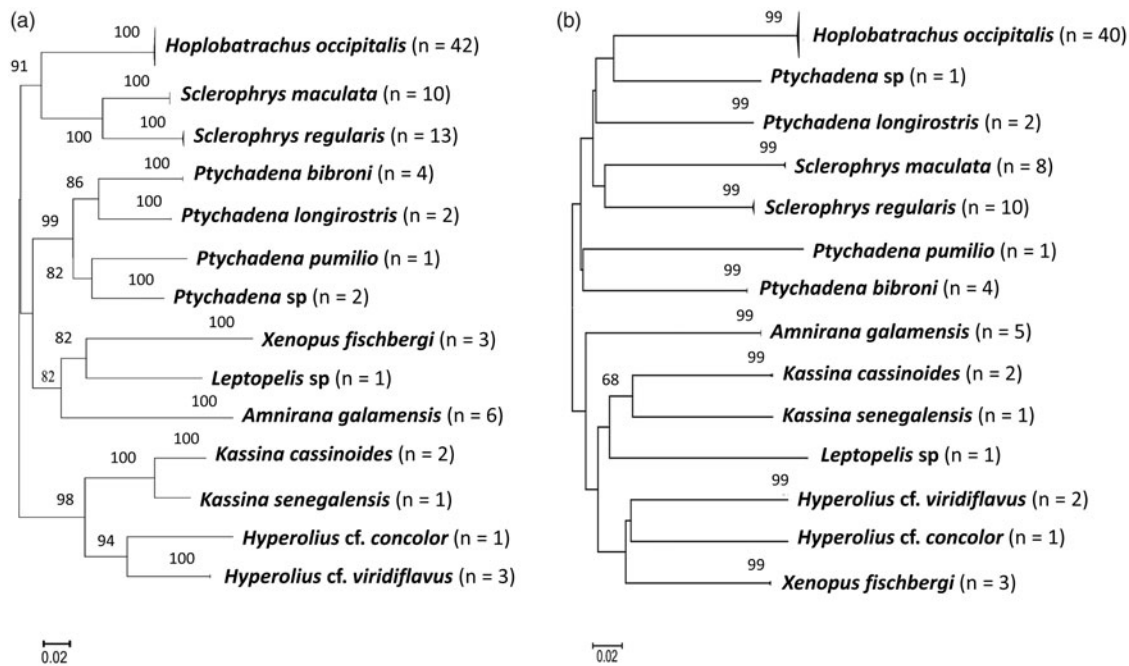 (a)
100
Hoplobatrachus occipitalis (n = 42)
91
100
Sclerophrys maculata (n = 10)
100
100
Sclerophrys regularis (n = 13)
100
Ptychadena bibroni (n = 4)
86
100
Ptychadena longirostris (n = 2)
99
Ptychadena pumilio (n = 1)
82
100
Ptychadena sp (n = 2)
100
82
Xenopus fischbergi (n = 3)
82
Leptopelis sp (n = 1)
100
Amnirana galamensis (n = 6)
100
100
Kassina cassinoides (n = 2)
98
Kassina senegalensis (n = 1)
94
Hyperolius cf. concolor (n = 1)
100
Hyperolius cf. viridiflavus (n = 3)
0.02
(b)
99
Hoplobatrachus occipitalis (n = 40)
Ptychadena sp (n = 1)
99
Ptychadena longirostris (n = 2)
99
Sclerophrys maculata (n = 8)
99
Sclerophrys regularis (n = 10)
Ptychadena pumilio (n = 1)
99
Ptychadena bibroni (n = 4)
99
Amnirana galamensis (n = 5)
99
Kassina cassinoides (n = 2)
68
Kassina senegalensis (n = 1)
Leptopelis sp (n = 1)
99
Hyperolius cf. viridiflavus (n = 2)
Hyperolius cf. concolor (n = 1)
99
Xenopus fischbergi (n = 3)
0.02